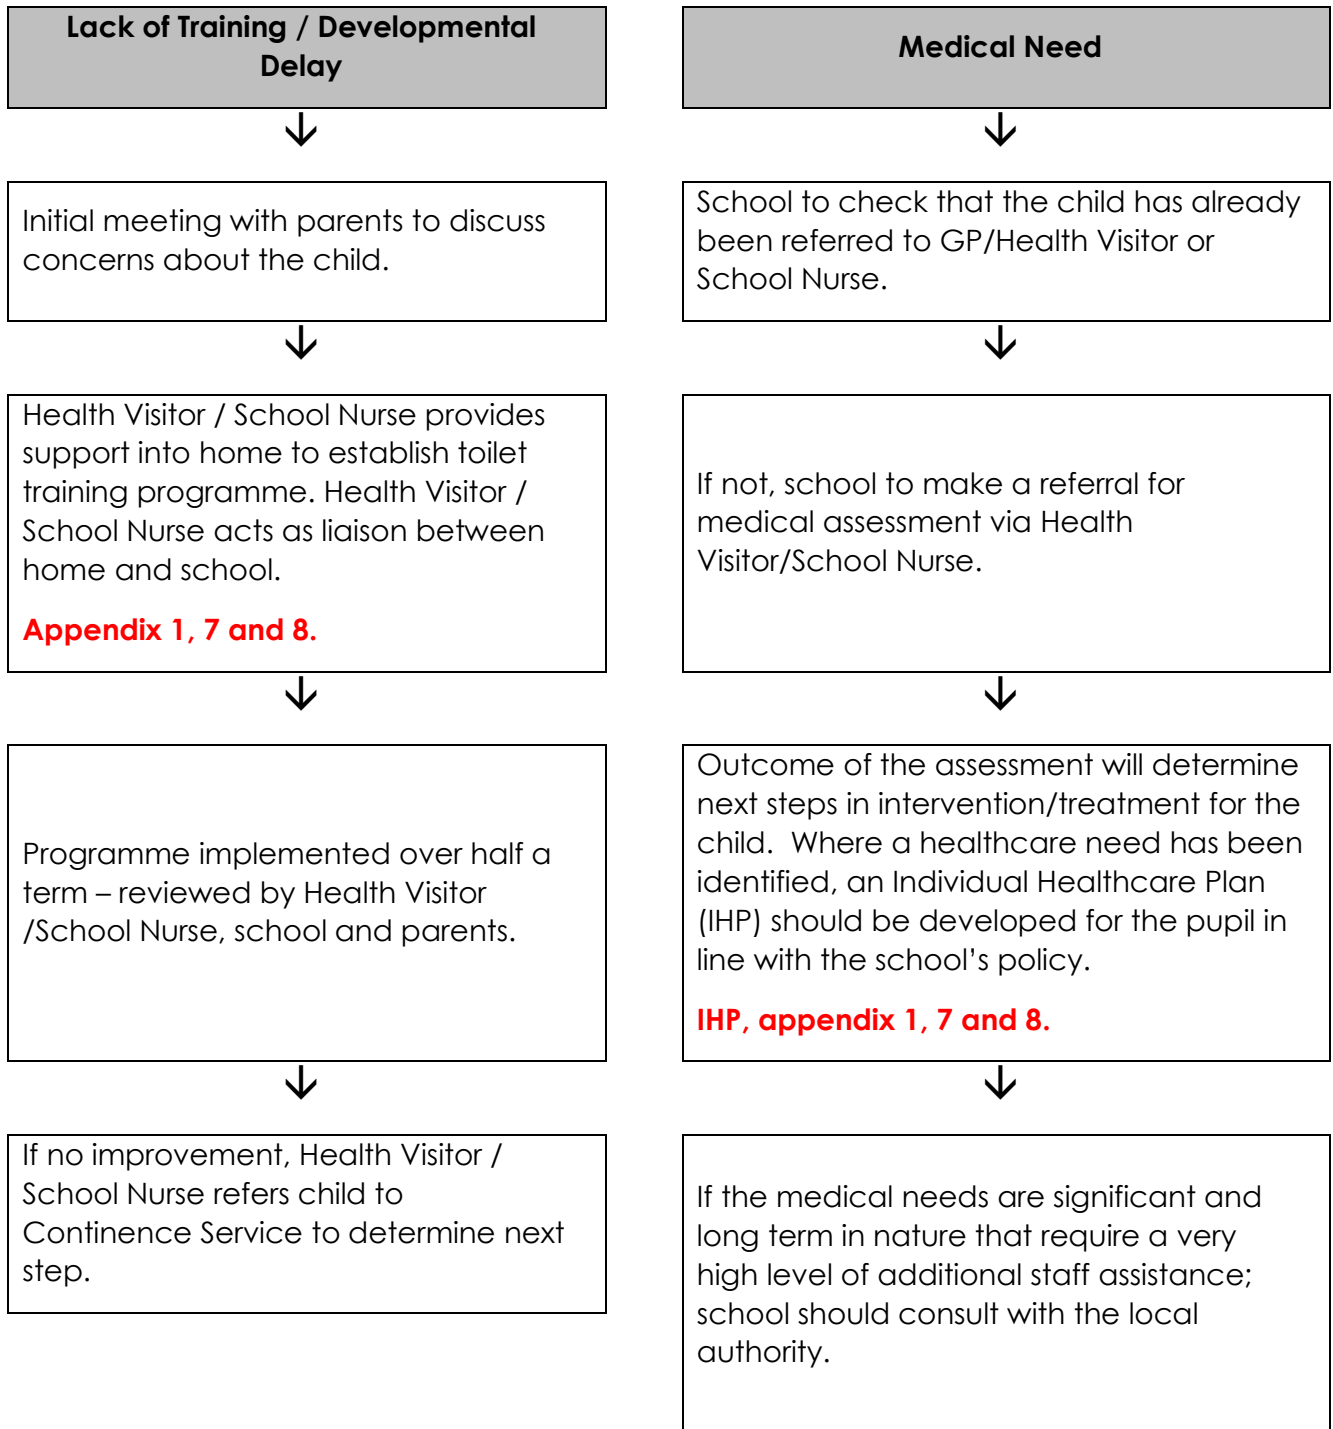 Lack of Training / Developmental
Delay
↓
Initial meeting with parents to discuss
concerns about the child.
↓
Health Visitor / School Nurse provides
support into home to establish toilet
training programme. Health Visitor /
School Nurse acts as liaison between
home and school.
Appendix 1, 7 and 8.
↓
Programme implemented over half a
term – reviewed by Health Visitor
/School Nurse, school and parents.
↓
If no improvement, Health Visitor /
School Nurse refers child to
Continence Service to determine next
step.
Medical Need
↓
School to check that the child has already
been referred to GP/Health Visitor or
School Nurse.
↓
If not, school to make a referral for
medical assessment via Health
Visitor/School Nurse.
↓
Outcome of the assessment will determine
next steps in intervention/treatment for the
child.  Where a healthcare need has been
identified, an Individual Healthcare Plan
(IHP) should be developed for the pupil in
line with the school’s policy.
IHP, appendix 1, 7 and 8.
↓
If the medical needs are significant and
long term in nature that require a very
high level of additional staff assistance;
school should consult with the local
authority.